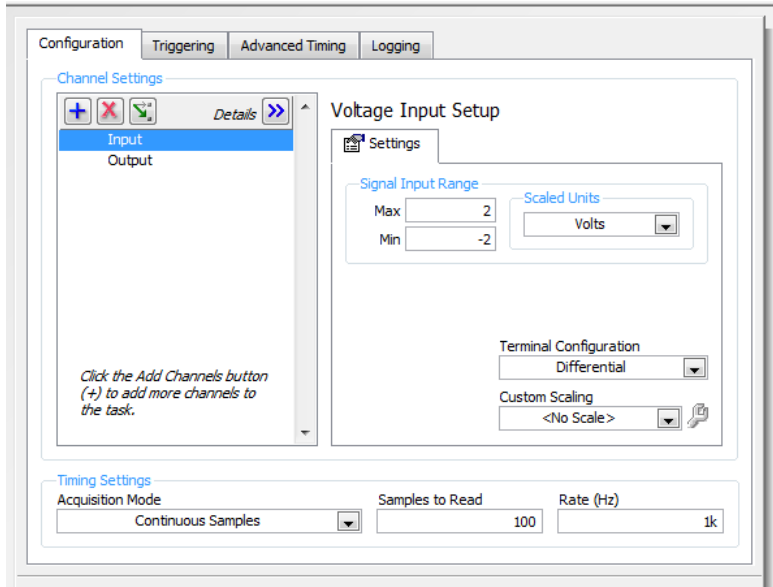 Configuration Triggering Advanced Timing Logging
Channel Settings
Details
Input
Output
Click the Add Channels button
(+) to add more channels to
the task.
Voltage Input Setup
Settings
Signal Input Range
Max 2
Min -2
Scaled Units
Volts
Terminal Configuration
Differential
Custom Scaling
<No Scale>
Timing Settings
Acquisition Mode Samples to Read Rate (Hz)
Continuous Samples 100 1k